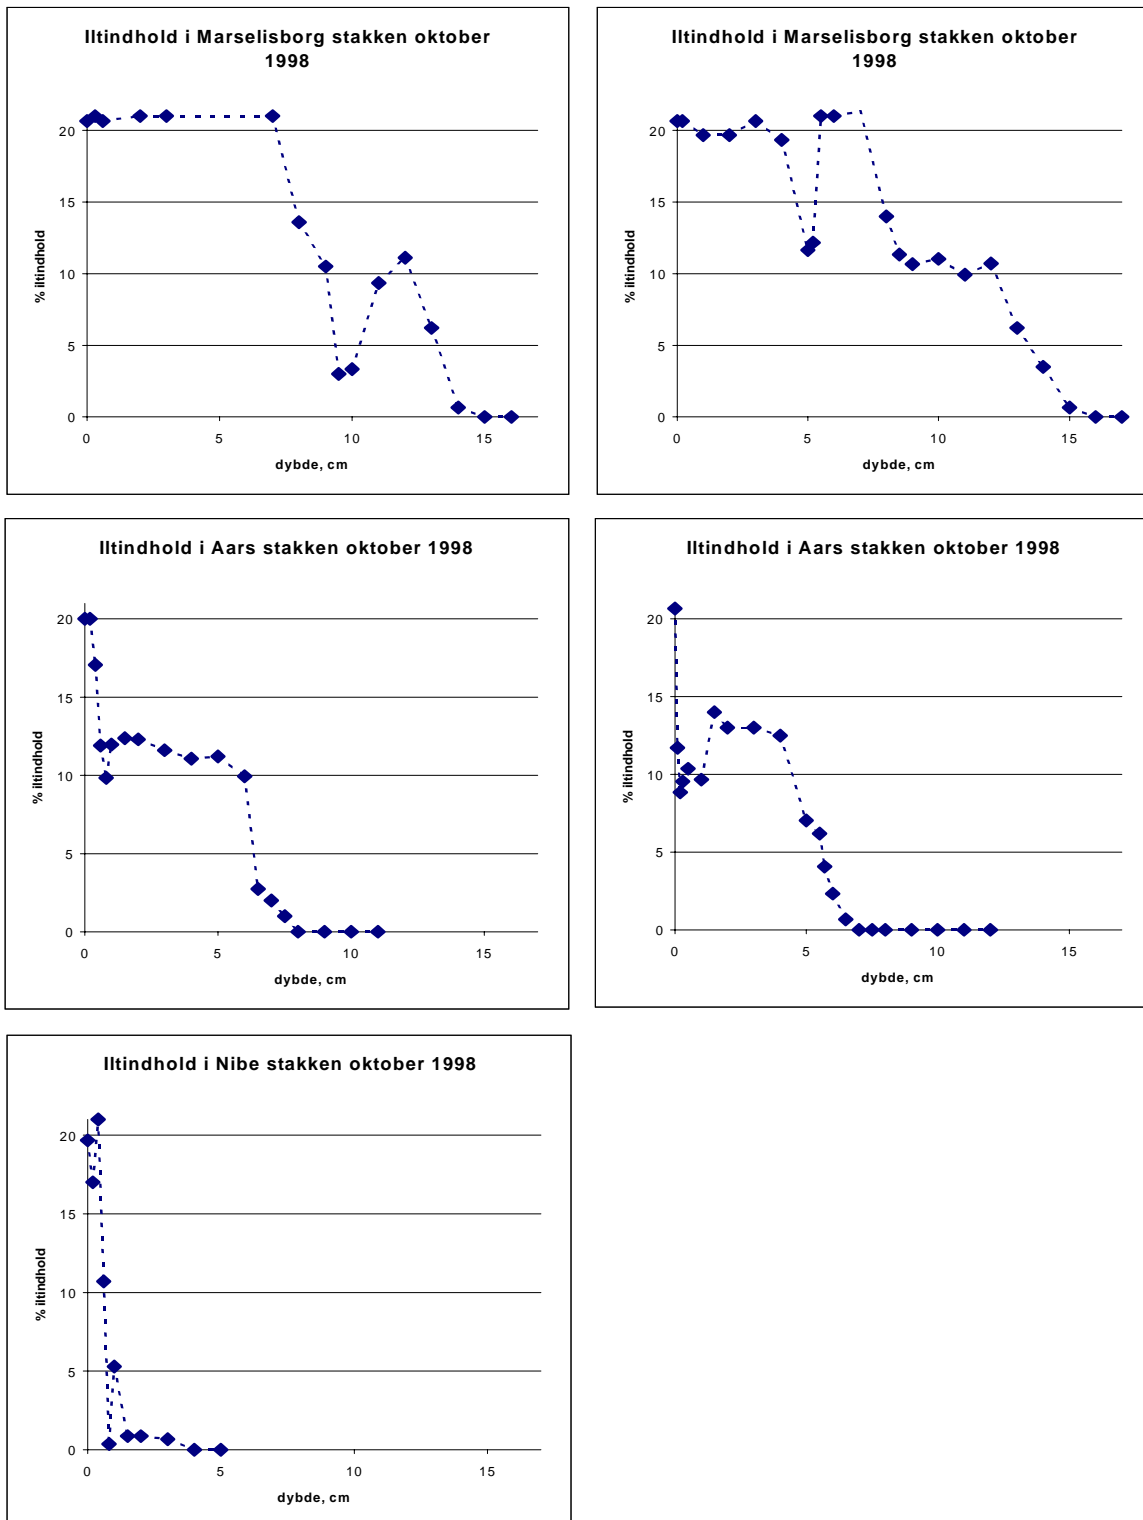 Iltindhold i Marselisborg stakken oktober
1998
20
15
10
5
0
% iltindhold
0 5 10 15
dybde, cm
Iltindhold i Marselisborg stakken oktober
1998
20
15
10
5
0
% iltindhold
0 5 10 15
dybde, cm
Iltindhold i Aars stakken oktober 1998
20
15
10
5
0
% iltindhold
0 5 10 15
dybde, cm
Iltindhold i Aars stakken oktober 1998
20
15
10
5
0
% iltindhold
0 5 10 15
dybde, cm
Iltindhold i Nibe stakken oktober 1998
20
15
10
5
0
% iltindhold
0 5 10 15
dybde, cm